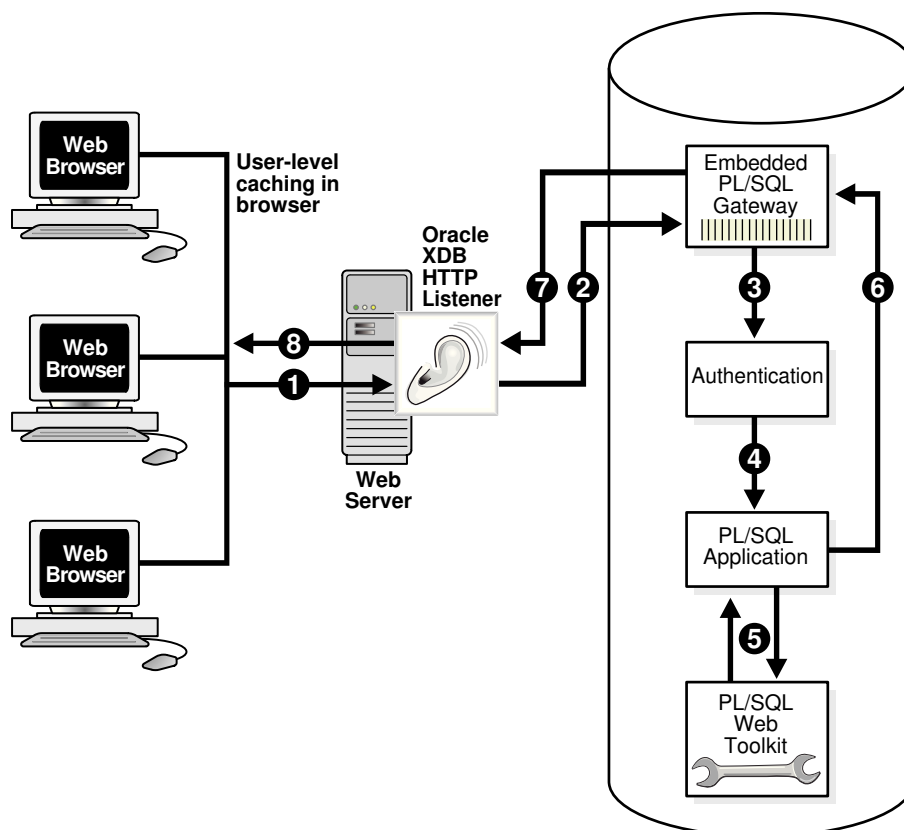 Web
Browser
User-level
caching in
browser
Embedded
PL/SQL
Gateway
Oracle
XDB
HTTP
Listener
7
2
3
6
8
1
Web
Browser
Authentication
4
Web
Server
Web
Browser
PL/SQL
Application
5
PL/SQL
Web
Toolkit